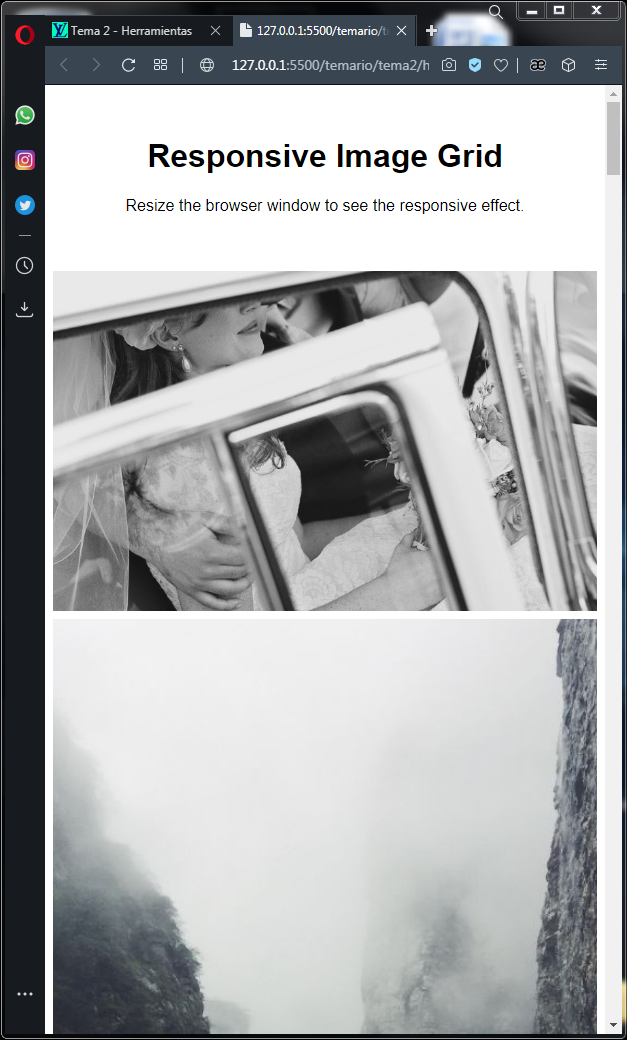 Tema 2 - Herramientas
127.0.0.1:5500/temario/t
127.0.0.1:5500/temario/tema2/h
Responsive Image Grid
Resize the browser window to see the responsive effect.